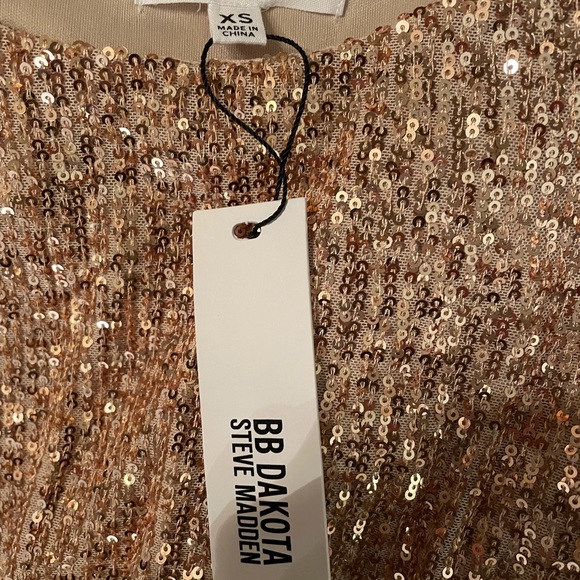 XS
MADE IN
CHINA
BB DAKOTA
STEVE MADDEN